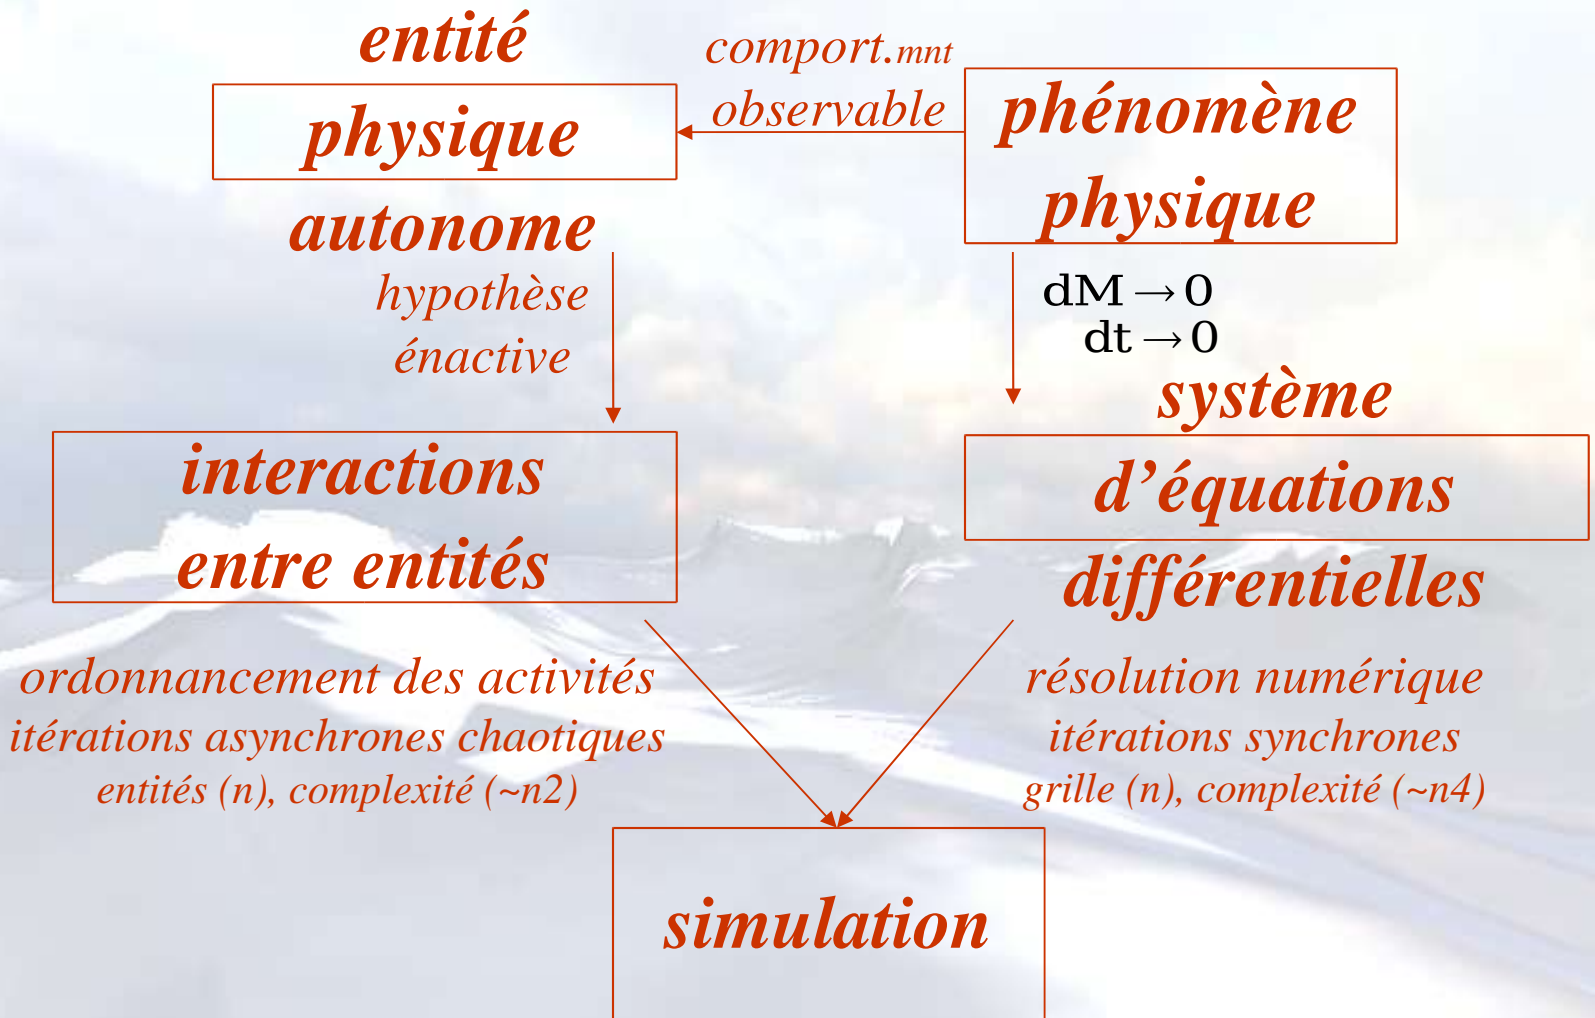 entité
physique
autonome
comport.mnt
observable
phénomène
physique
hypothèse
énactive
dM → 0
dt → 0
interactions
entre entités
système
d’équations
différentielles
ordonnancement des activités
itérations asynchrones chaotiques
entités (n), complexité (~n2)
résolution numérique
itérations synchrones
grille (n), complexité (~n4)
simulation